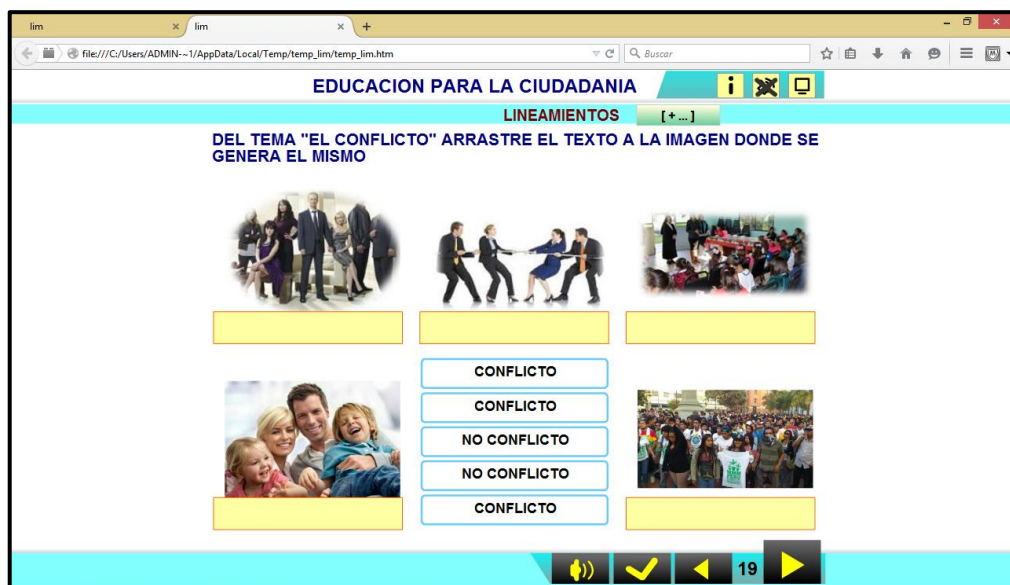 lim
lim
file:///C:/Users/ADMIN-~1/AppData/Local/Temp/temp_lim/temp_lim.htm
Buscar
EDUCACION PARA LA CIUDADANIA
LINEAMIENTOS [+ ...]
DEL TEMA "EL CONFLICTO" ARRASTRE EL TEXTO A LA IMAGEN DONDE SE
GENERA EL MISMO
CONFLICTO
CONFLICTO
NO CONFLICTO
NO CONFLICTO
CONFLICTO
19